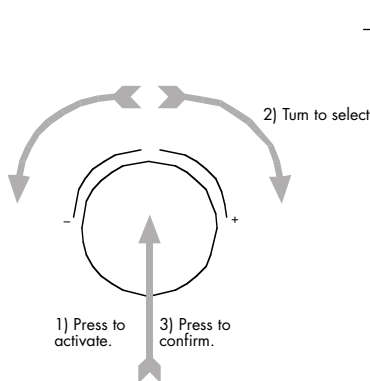 2) Turn to select
–
+
1) Press to
activate.
3) Press to
confirm.